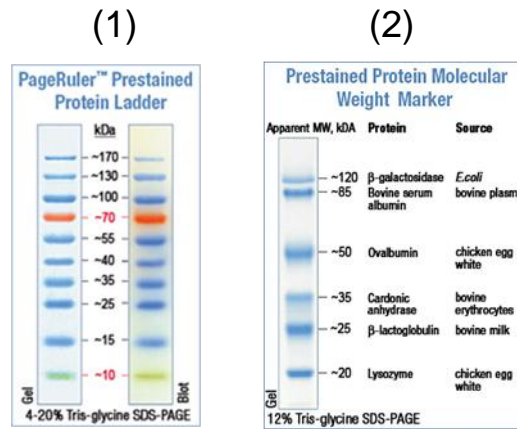 (1)
PageRuler™ Prestained
Protein Ladder
kDa
~170
~130
~100
~70
~55
~40
~35
~25
~15
~10
Gel
Blot
4-20% Tris-glycine SDS-PAGE
(2)
Prestained Protein Molecular
Weight Marker
Apparent MW, kDA Protein Source
~120 β-galactosidase E.coli
~85 Bovine serum bovine plasm
albumin
~50 Ovalbumin chicken egg
white
~35 Cardonic bovine
anhydrase erythrocytes
~25 β-lactoglobulin bovine milk
~20 Lysozyme chicken egg
white
Gel
12% Tris-glycine SDS-PAGE